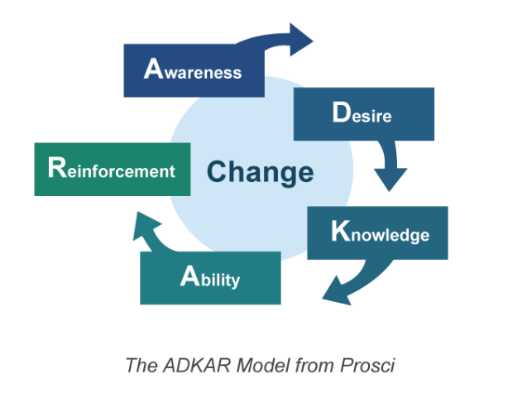 Awareness
Desire
Reinforcement
Change
Knowledge
Ability
The ADKAR Model from Prosci